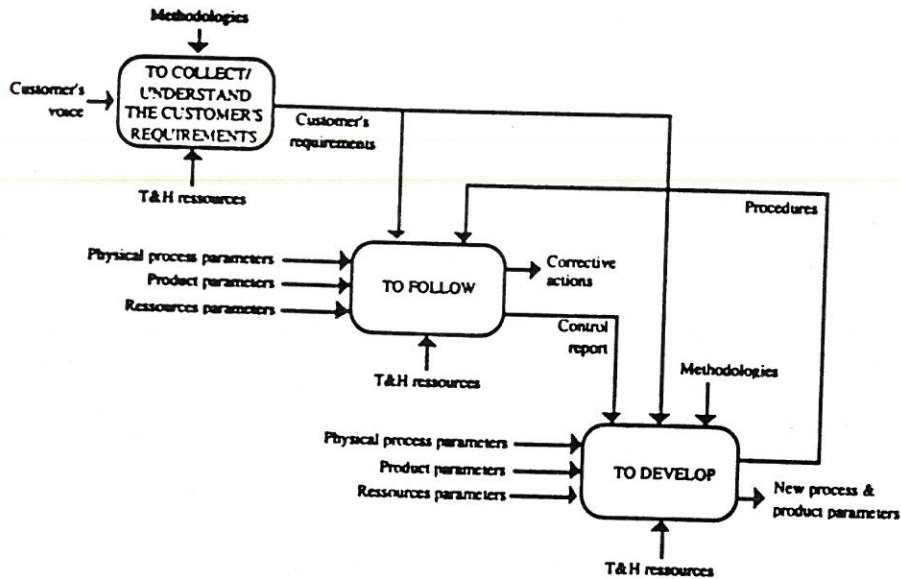 Methodologies
TO COLLECT/
UNDERSTAND
THE CUSTOMER'S
REQUIREMENTS
Customer's
voice
Customer's
requirements
T&H ressources
Procedures
Physical process parameters
Product parameters
Ressources parameters
TO FOLLOW
Corrective
actions
Control
report
T&H ressources
Methodologies
Physical process parameters
Product parameters
Ressources parameters
TO DEVELOP
New process &
product parameters
T&H ressources